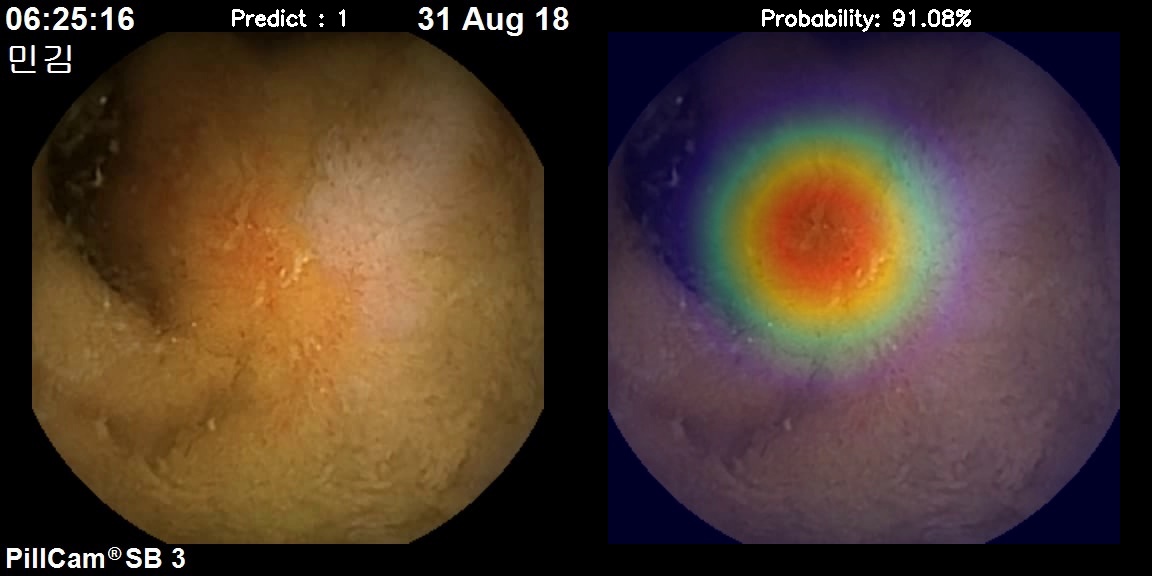 06:25:16
Predict : 1
31 Aug 18
Probability: 91.08%
민김
PillCam® SB 3